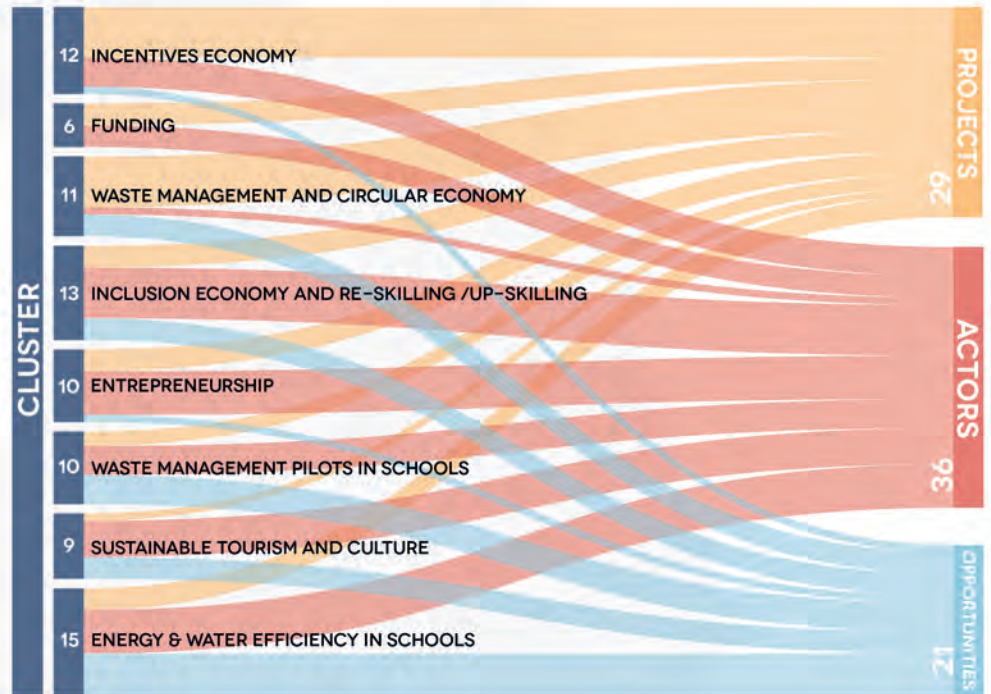 CLUSTER
12 INCENTIVES ECONOMY
6 FUNDING
11 WASTE MANAGEMENT AND CIRCULAR ECONOMY
13 INCLUSION ECONOMY AND RE-SKILLING /UP-SKILLING
10 ENTREPRENEURSHIP
10 WASTE MANAGEMENT PILOTS IN SCHOOLS
9 SUSTAINABLE TOURISM AND CULTURE
15 ENERGY & WATER EFFICIENCY IN SCHOOLS
PROJECTS
29
ACTORS
36
OPPORTUNITIES
21